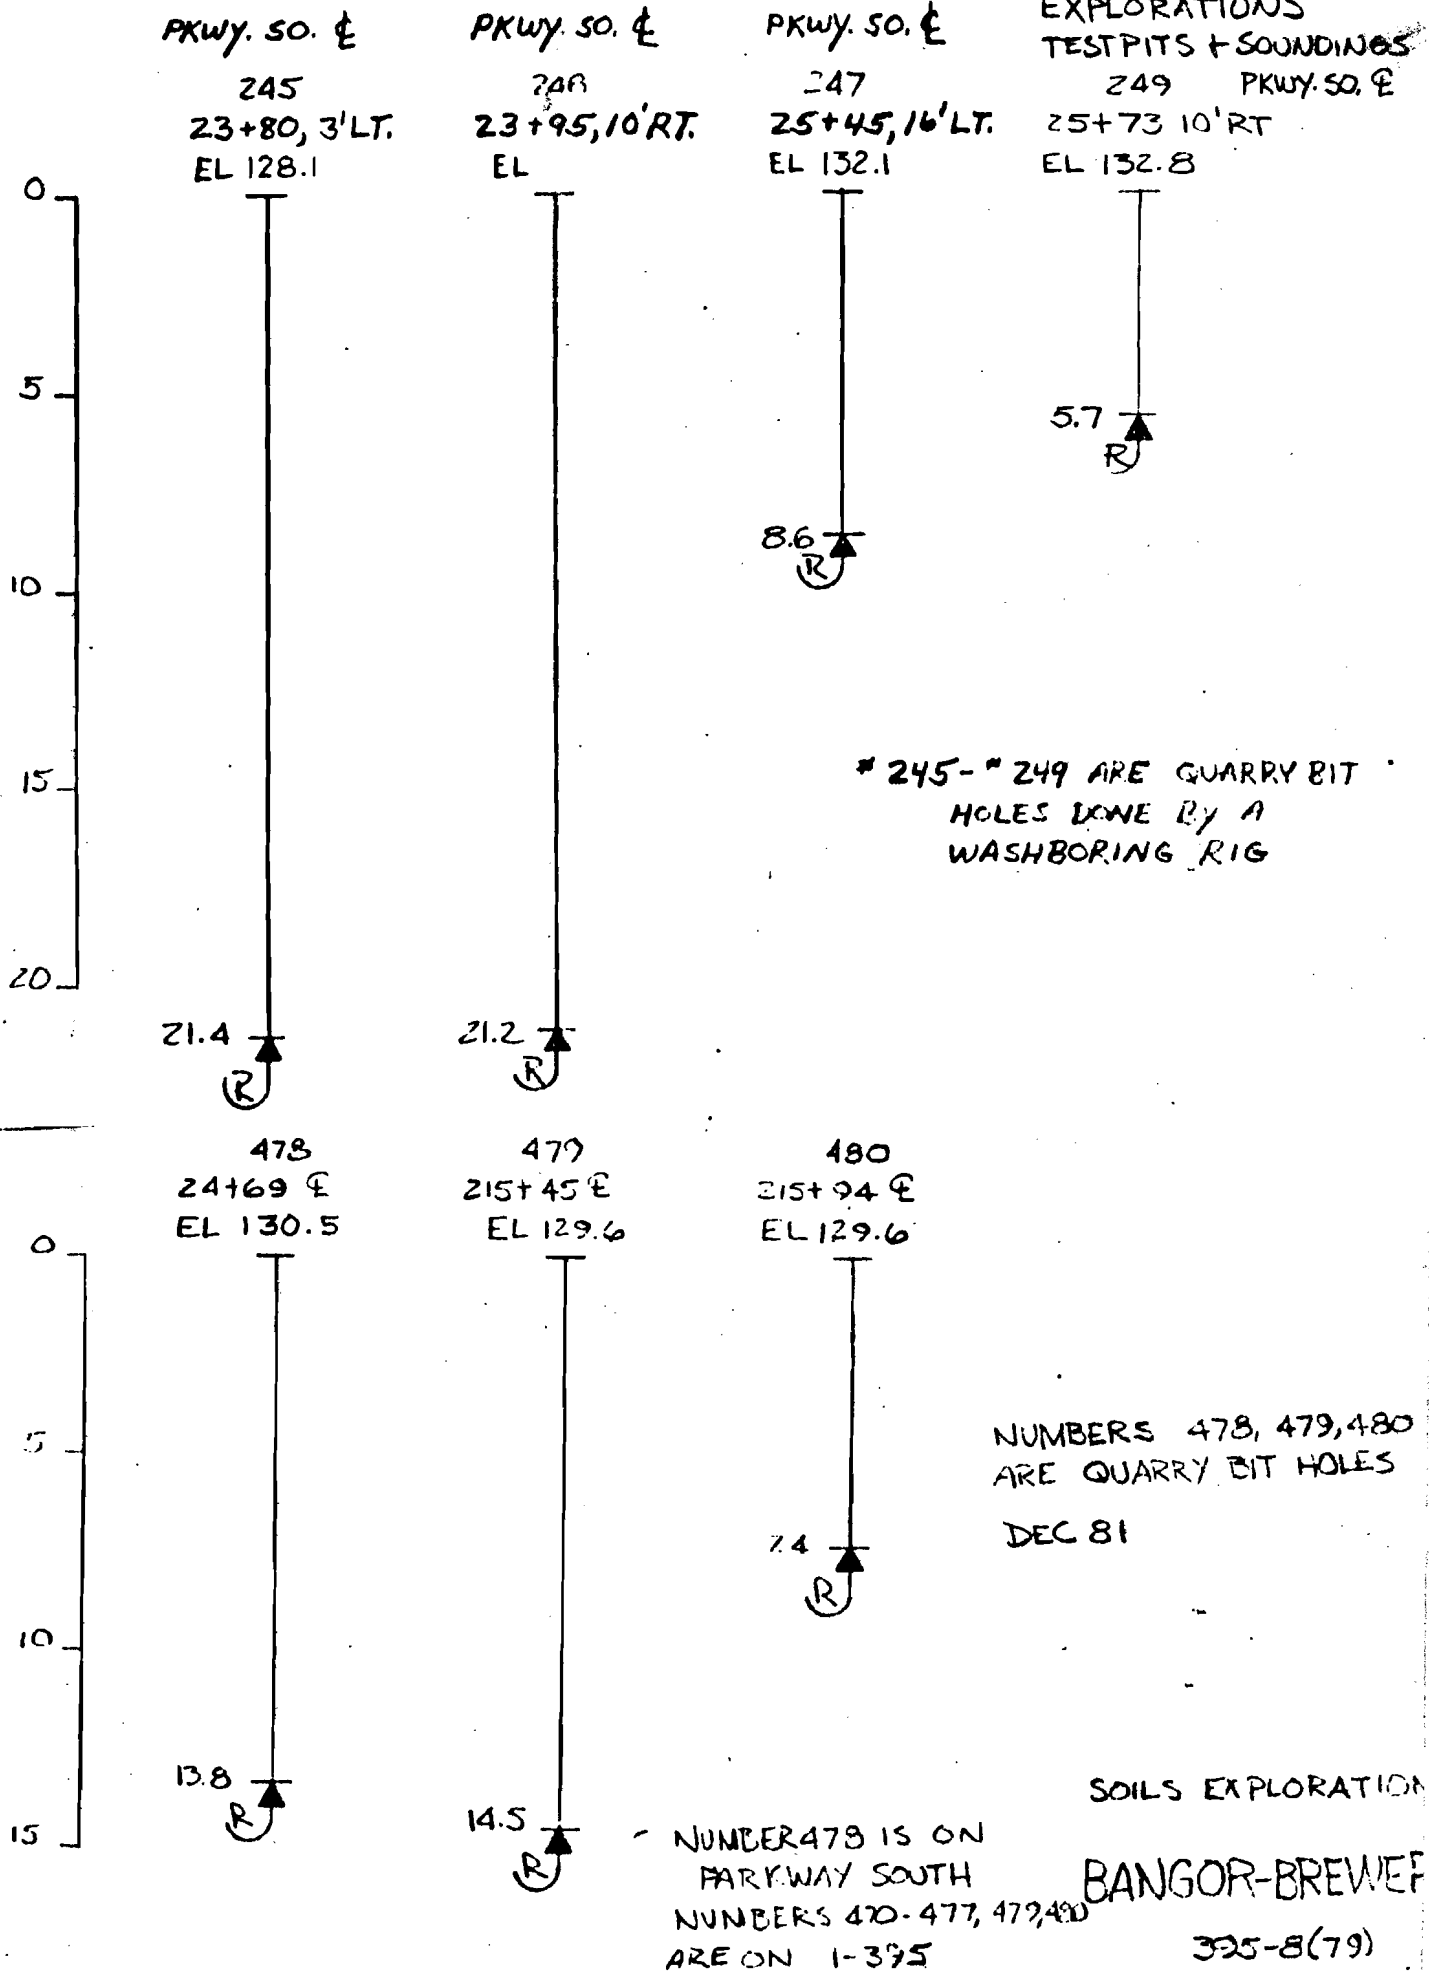 PKWY. SO. ℄
245
23+80, 3' LT.
EL 128.1
PKWY. SO. ℄
23+95, 10' RT.
EL
PKWY. SO. ℄
247
25+45, 16' LT.
EL 132.1
EXPLORATIONS
TESTPITS + SOUNDINGS
249 PKWY. SO. ℄
25+73 10' RT
EL 132.8
0
5
10
15
20
21.4
R
21.2
R
8.6
R
5.7
R
# 245 - # 249 ARE QUARRY BIT
HOLES DONE BY A
WASHBORING RIG
478
24+69 ℄
EL 130.5
479
215+45 ℄
EL 129.6
480
215+94 ℄
EL 129.6
0
5
10
15
13.8
R
14.5
R
7.4
R
NUMBERS 478, 479, 480
ARE QUARRY BIT HOLES
DEC 81
NUMBER 478 IS ON
PARKWAY SOUTH
NUMBERS 470-477, 479, 480
ARE ON I-395
SOILS EXPLORATION
BANGOR-BREWER
395-8(79)